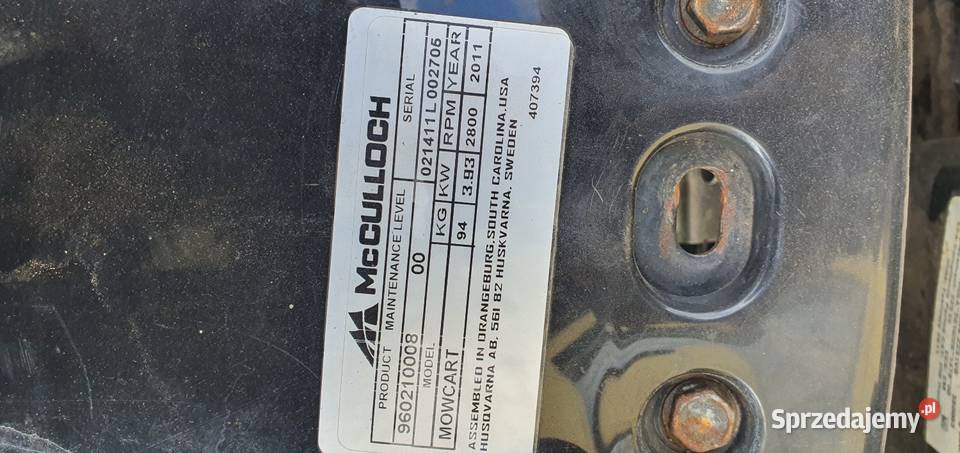 McCULLOCH
PRODUCT MAINTENANCE LEVEL SERIAL
960210008 00 021411L002705
MODEL KG KW RPM YEAR
MOWCART 94 3.93 2800 2011
ASSEMBLED IN ORANGEBURG.SOUTH CAROLINA.USA
HUSQVARNA AB. 561 82 HUSKVARNA. SWEDEN
407394
Sprzedajemy.pl